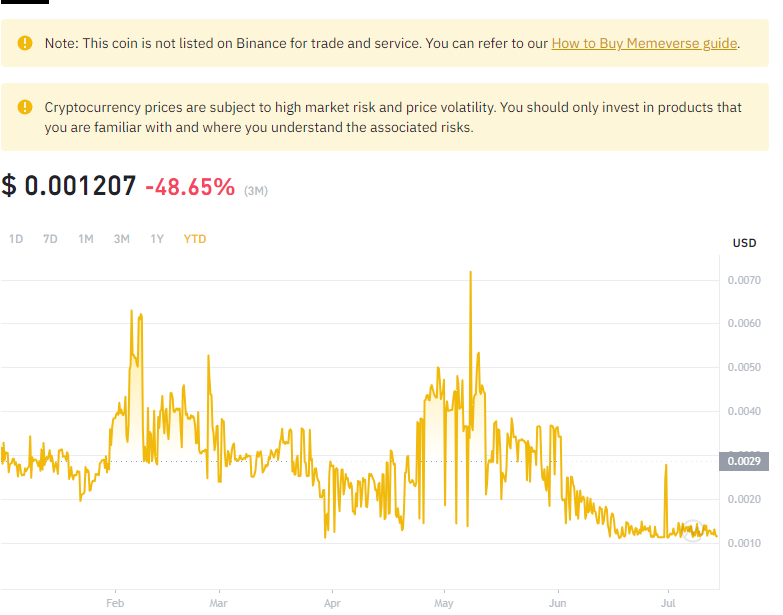 Note: This coin is not listed on Binance for trade and service. You can refer to our How to Buy Memeverse guide.
Cryptocurrency prices are subject to high market risk and price volatility. You should only invest in products that
you are familiar with and where you understand the associated risks.
$ 0.001207 -48.65% (3M)
1D 7D 1M 3M 1Y YTD
USD
0.0070
0.0060
0.0050
0.0040
0.0029
0.0020
0.0010
Feb Mar Apr May Jun Jul